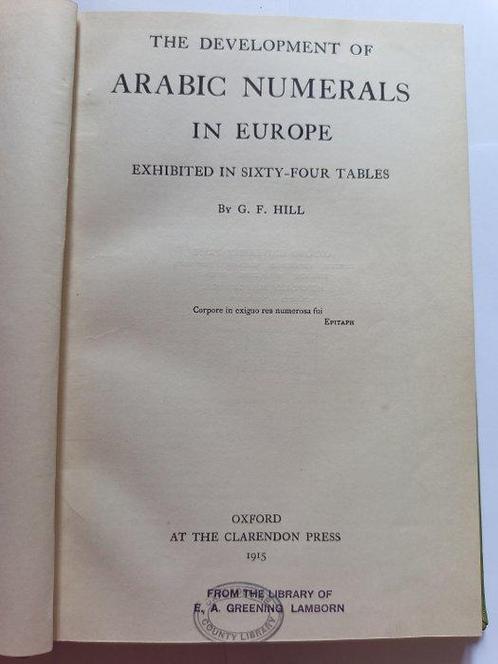 THE DEVELOPMENT OF
ARABIC NUMERALS
IN EUROPE
EXHIBITED IN SIXTY-FOUR TABLES
BY G. F. HILL
Corpore in exiguo res numerosa fui
EPITAPH
OXFORD
AT THE CLARENDON PRESS
1915
FROM THE LIBRARY OF
E. A. GREENING LAMBORN
COUNTY LIBRARY